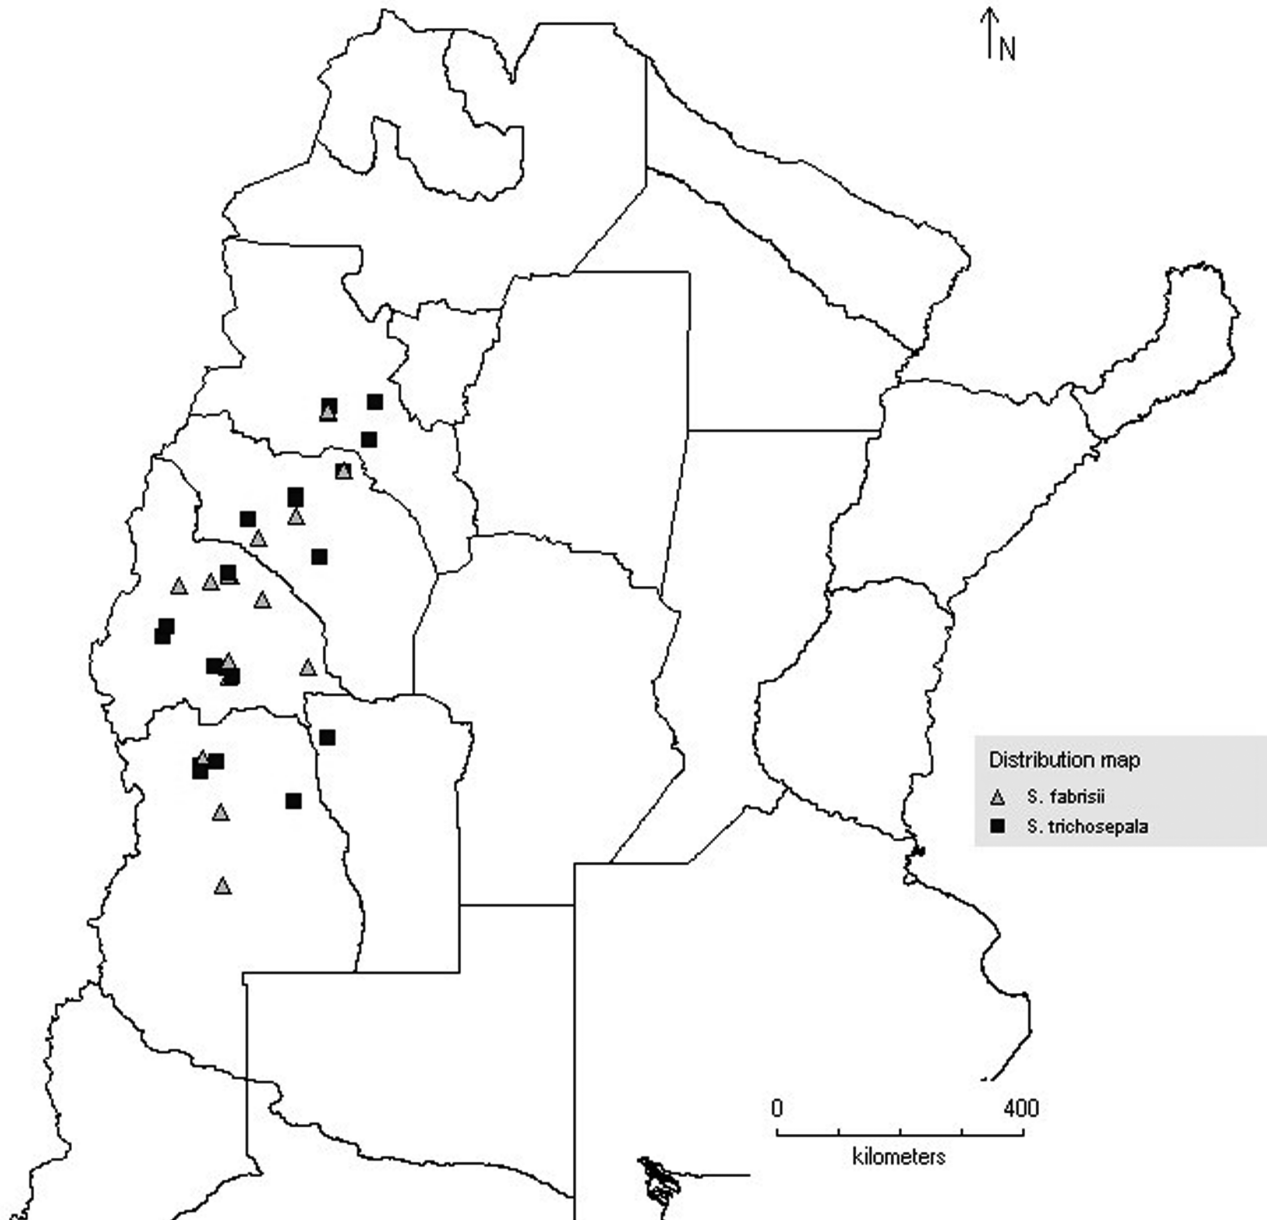 N
Distribution map
S. fabrisii
S. trichosepala
0 400
kilometers